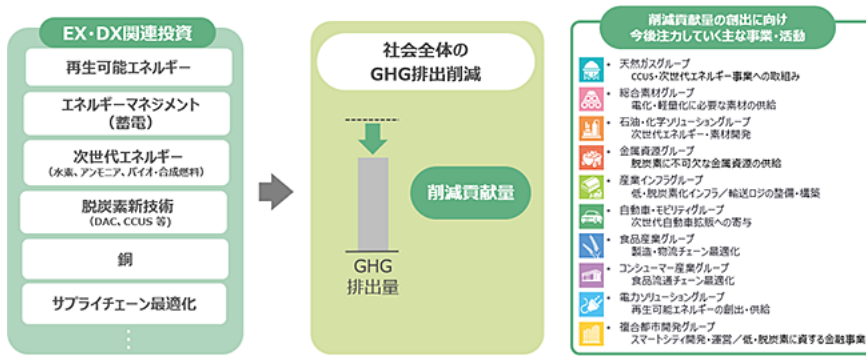 EX・DX関連投資
再生可能エネルギー
エネルギーマネジメント
（蓄電）
次世代エネルギー
（水素、アンモニア、バイオ・合成燃料）
脱炭素新技術
（DAC、CCUS 等）
銅
サプライチェーン最適化
⋮
社会全体の
GHG排出削減
削減貢献量
GHG
排出量
削減貢献量の創出に向け
今後注力していく主な事業・活動
• 天然ガスグループ
CCUS・次世代エネルギー事業への取組み
• 総合素材グループ
電化・軽量化に必要な素材の供給
• 石油・化学ソリューショングループ
次世代エネルギー・素材開発
• 金属資源グループ
脱炭素に不可欠な金属資源の供給
• 産業インフラグループ
低・脱炭素化インフラ／輸送ロジの整備・構築
• 自動車・モビリティグループ
次世代自動車拡販への寄与
• 食品産業グループ
製造・物流チェーン最適化
• コンシューマー産業グループ
食品流通チェーン最適化
• 電力ソリューショングループ
再生可能エネルギーの創出・供給
• 複合都市開発グループ
スマートシティ開発・運営／低・脱炭素に資する金融事業